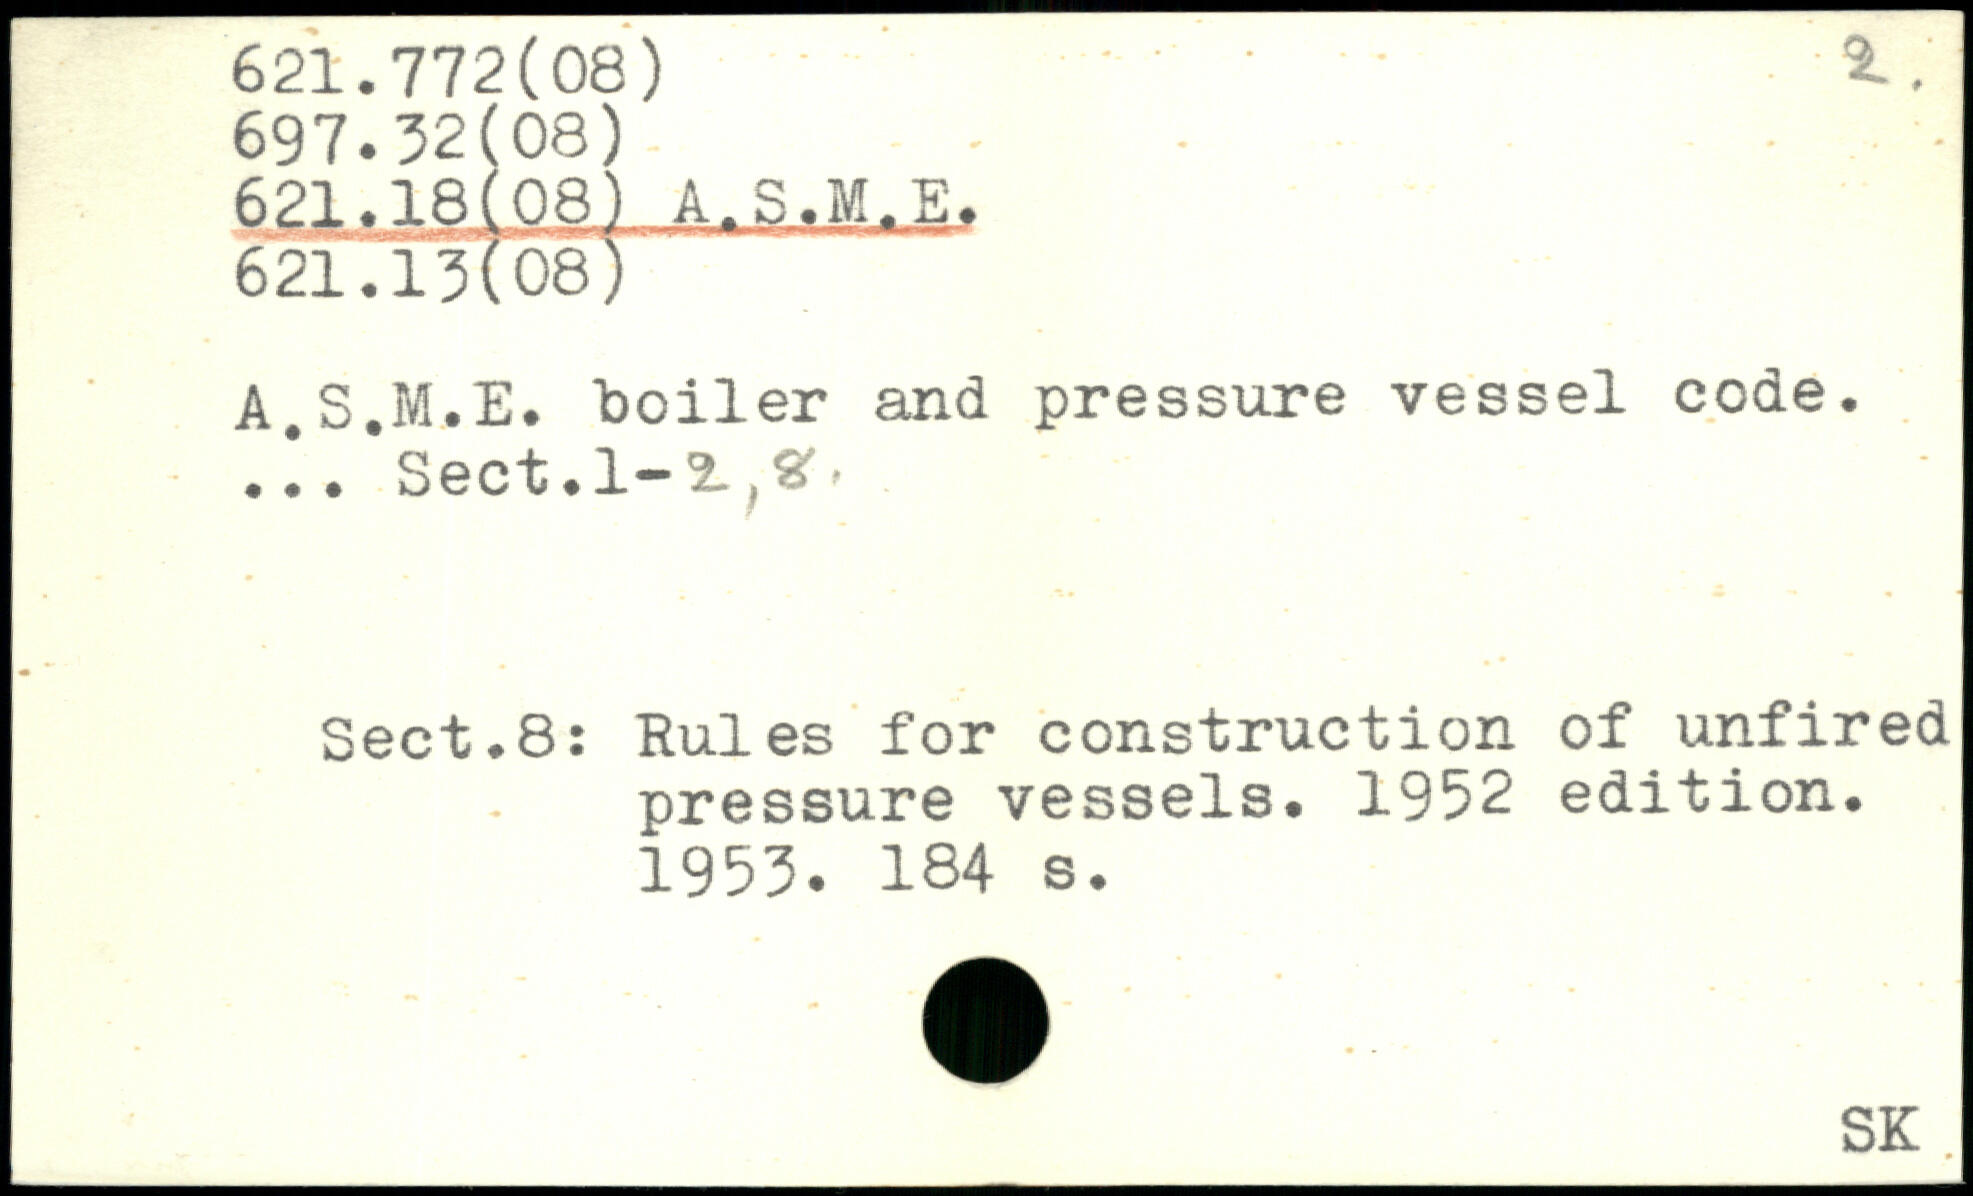 2.
621.772(08)
697.32(08)
621.18(08) A.S.M.E.
621.13(08)
A.S.M.E. boiler and pressure vessel code.
... Sect.1-2,8.
Sect.8: Rules for construction of unfired
pressure vessels. 1952 edition.
1953. 184 s.
SK